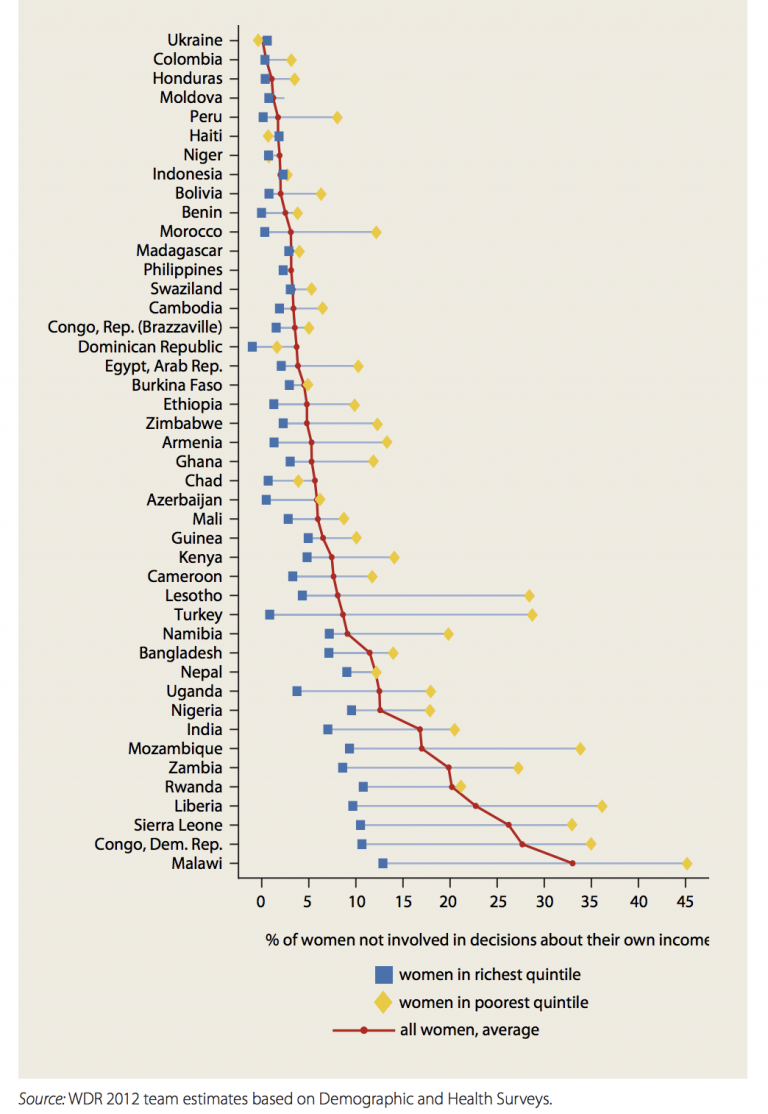 Ukraine
Colombia
Honduras
Moldova
Peru
Haiti
Niger
Indonesia
Bolivia
Benin
Morocco
Madagascar
Philippines
Swaziland
Cambodia
Congo, Rep. (Brazzaville)
Dominican Republic
Egypt, Arab Rep.
Burkina Faso
Ethiopia
Zimbabwe
Armenia
Ghana
Chad
Azerbaijan
Mali
Guinea
Kenya
Cameroon
Lesotho
Turkey
Namibia
Bangladesh
Nepal
Uganda
Nigeria
India
Mozambique
Zambia
Rwanda
Liberia
Sierra Leone
Congo, Dem. Rep.
Malawi
0 5 10 15 20 25 30 35 40 45
% of women not involved in decisions about their own income
women in richest quintile
women in poorest quintile
all women, average
Source: WDR 2012 team estimates based on Demographic and Health Surveys.